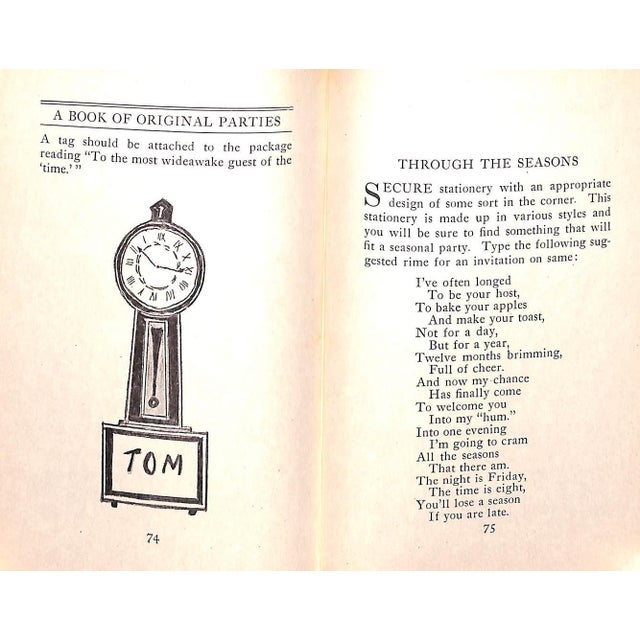 A BOOK OF ORIGINAL PARTIES
A tag should be attached to the package
reading “To the most wideawake guest of the
‘time.’ ”
TOM
74
THROUGH THE SEASONS
SECURE stationery with an appropriate
design of some sort in the corner. This
stationery is made up in various styles and
you will be sure to find something that will
fit a seasonal party. Type the following sug-
gested rime for an invitation on same:
I've often longed
To be your host,
To bake your apples
And make your toast,
Not for a day,
But for a year,
Twelve months brimming,
Full of cheer.
And now my chance
Has finally come
To welcome you
Into my “hum.”
Into one evening
I'm going to cram
All the seasons
That there am.
The night is Friday,
The time is eight,
You'll lose a season
If you are late.
75